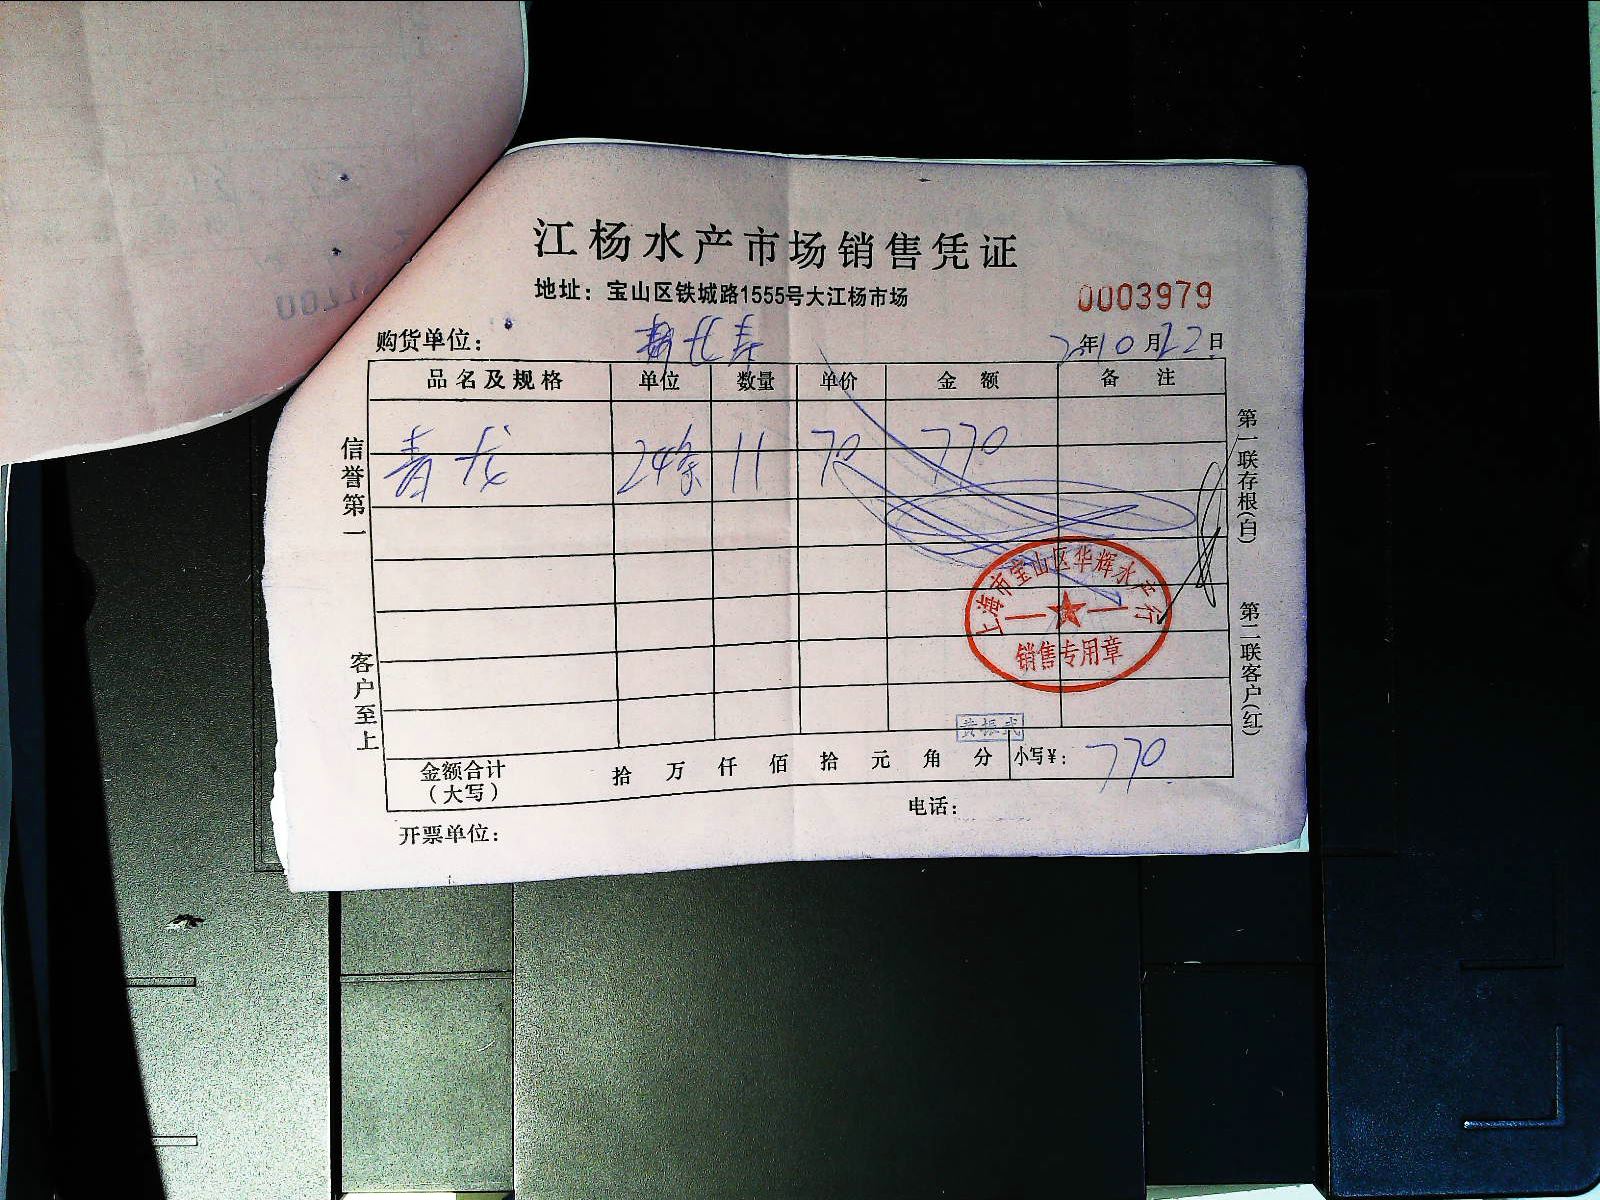 江杨水产市场销售凭证
地址：宝山区铁城路1555号大江杨市场
0003979
购货单位：
年10月22日
品名及规格 单位 数量 单价 金额 备注
青龙 24条 11 70 770
信誉第一
客户至上
第一联存根(白)
第二联客户(红)
上海市宝山区华辉水产行
销售专用章
黄振武
金额合计（大写） 拾 万 仟 佰 拾 元 角 分 小写¥：770
开票单位：
电话：